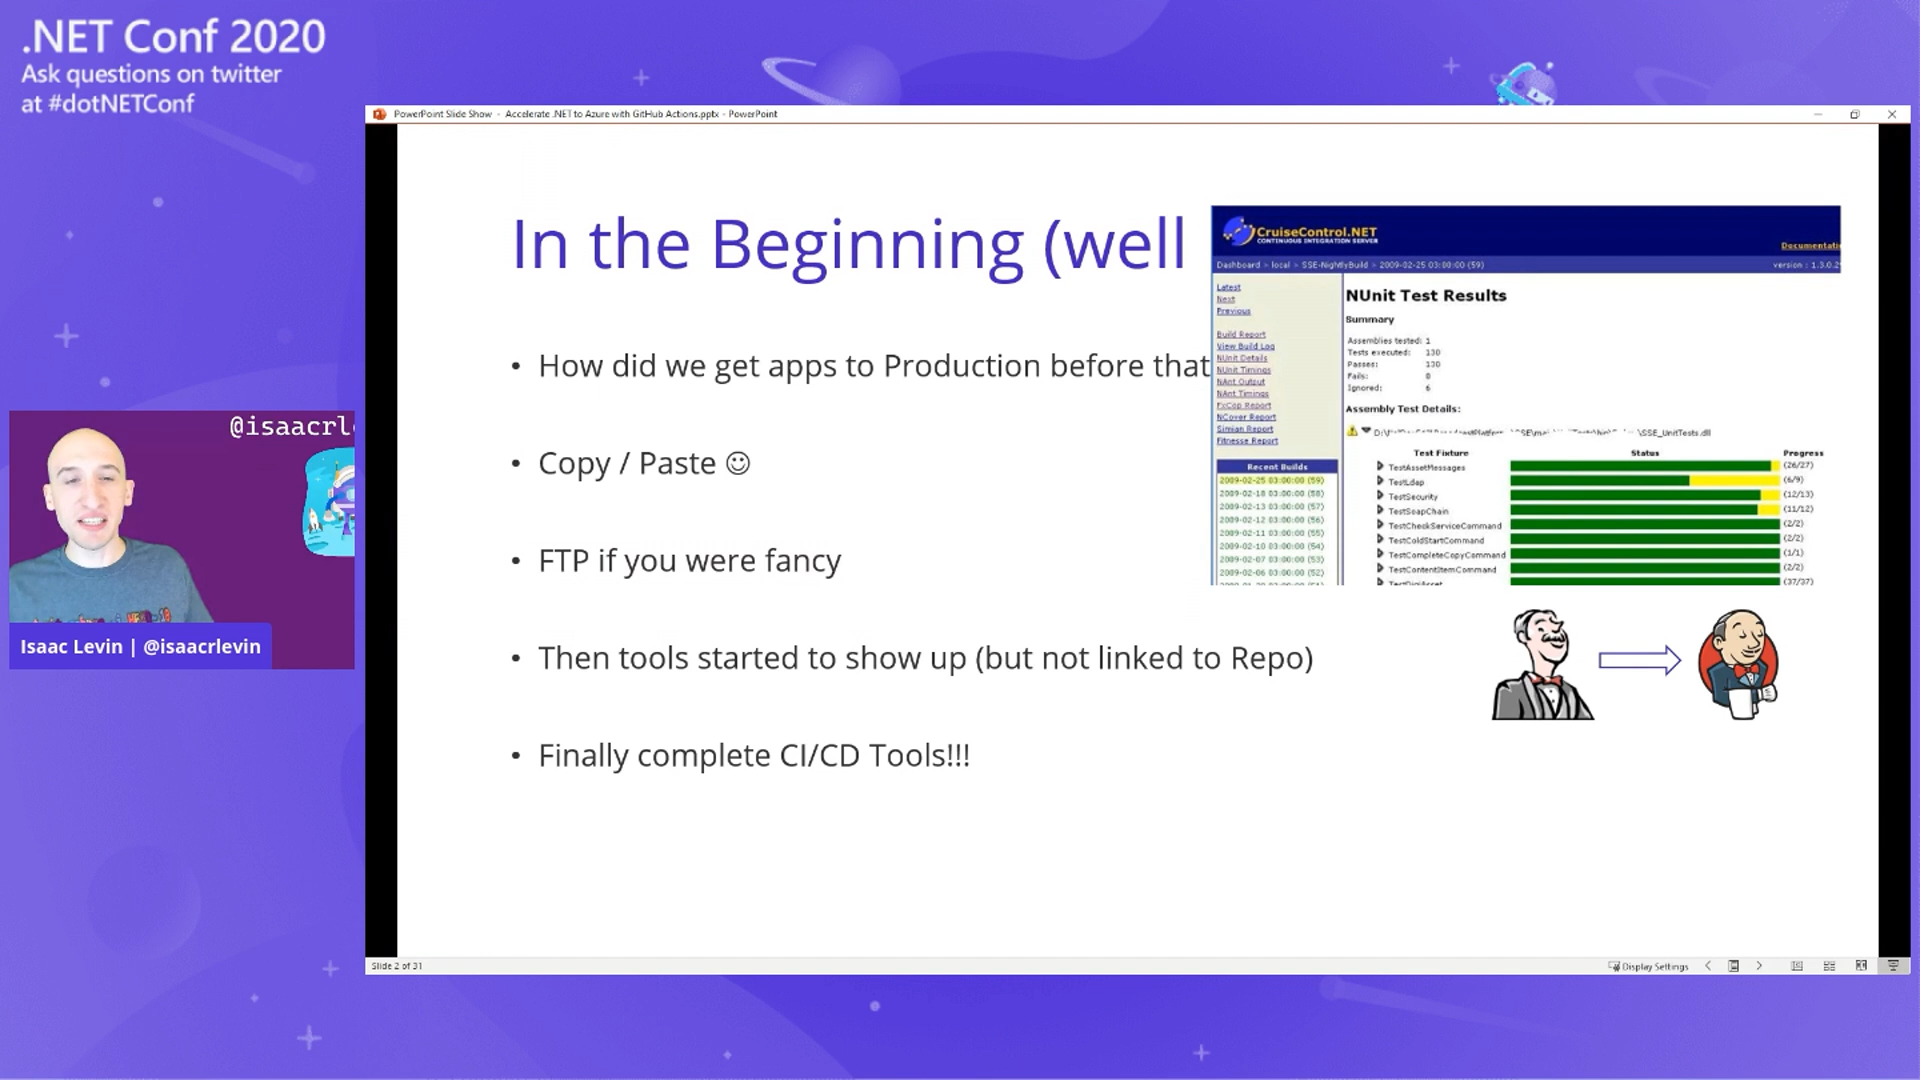 .NET Conf 2020
Ask questions on twitter
at #dotNETConf
PowerPoint Slide Show - Accelerate .NET to Azure with GitHub Actions.pptx - PowerPoint
In the Beginning (well
• How did we get apps to Production before that
• Copy / Paste ☺
• FTP if you were fancy
• Then tools started to show up (but not linked to Repo)
• Finally complete CI/CD Tools!!!
CruiseControl.NET
CONTINUOUS INTEGRATION SERVER
Documentati
Dashboard > local > SSE-NightlyBuild > 2009-02-25 03:00:00 (59)
version : 1.3.0.2
Latest
Next
Previous
Build Report
View Build Log
NUnit Details
NUnit Timings
NAnt Output
NAnt Timings
FxCop Report
NCover Report
Simian Report
Fitnesse Report
Recent Builds
2009-02-25 03:00:00 (59)
2009-02-18 03:00:00 (58)
2009-02-13 03:00:00 (57)
2009-02-12 03:00:00 (56)
2009-02-11 03:00:00 (55)
2009-02-10 03:00:00 (54)
2009-02-07 03:00:00 (53)
2009-02-06 03:00:00 (52)
NUnit Test Results
Summary
Assemblies tested: 1
Tests executed: 130
Passes: 130
Fails: 0
Ignored: 6
Assembly Test Details:
\SSE_UnitTests.dll
Test Fixture Status Progress
TestAssetMessages (26/27)
TestLdap (6/9)
TestSecurity (12/13)
TestSoapChain (11/12)
TestCheckServiceCommand (2/2)
TestColdStartCommand (2/2)
TestCompleteCopyCommand (1/1)
TestContentItemCommand (2/2)
(37/37)
@isaacrl
Isaac Levin | @isaacrlevin
Slide 2 of 31
Display Settings